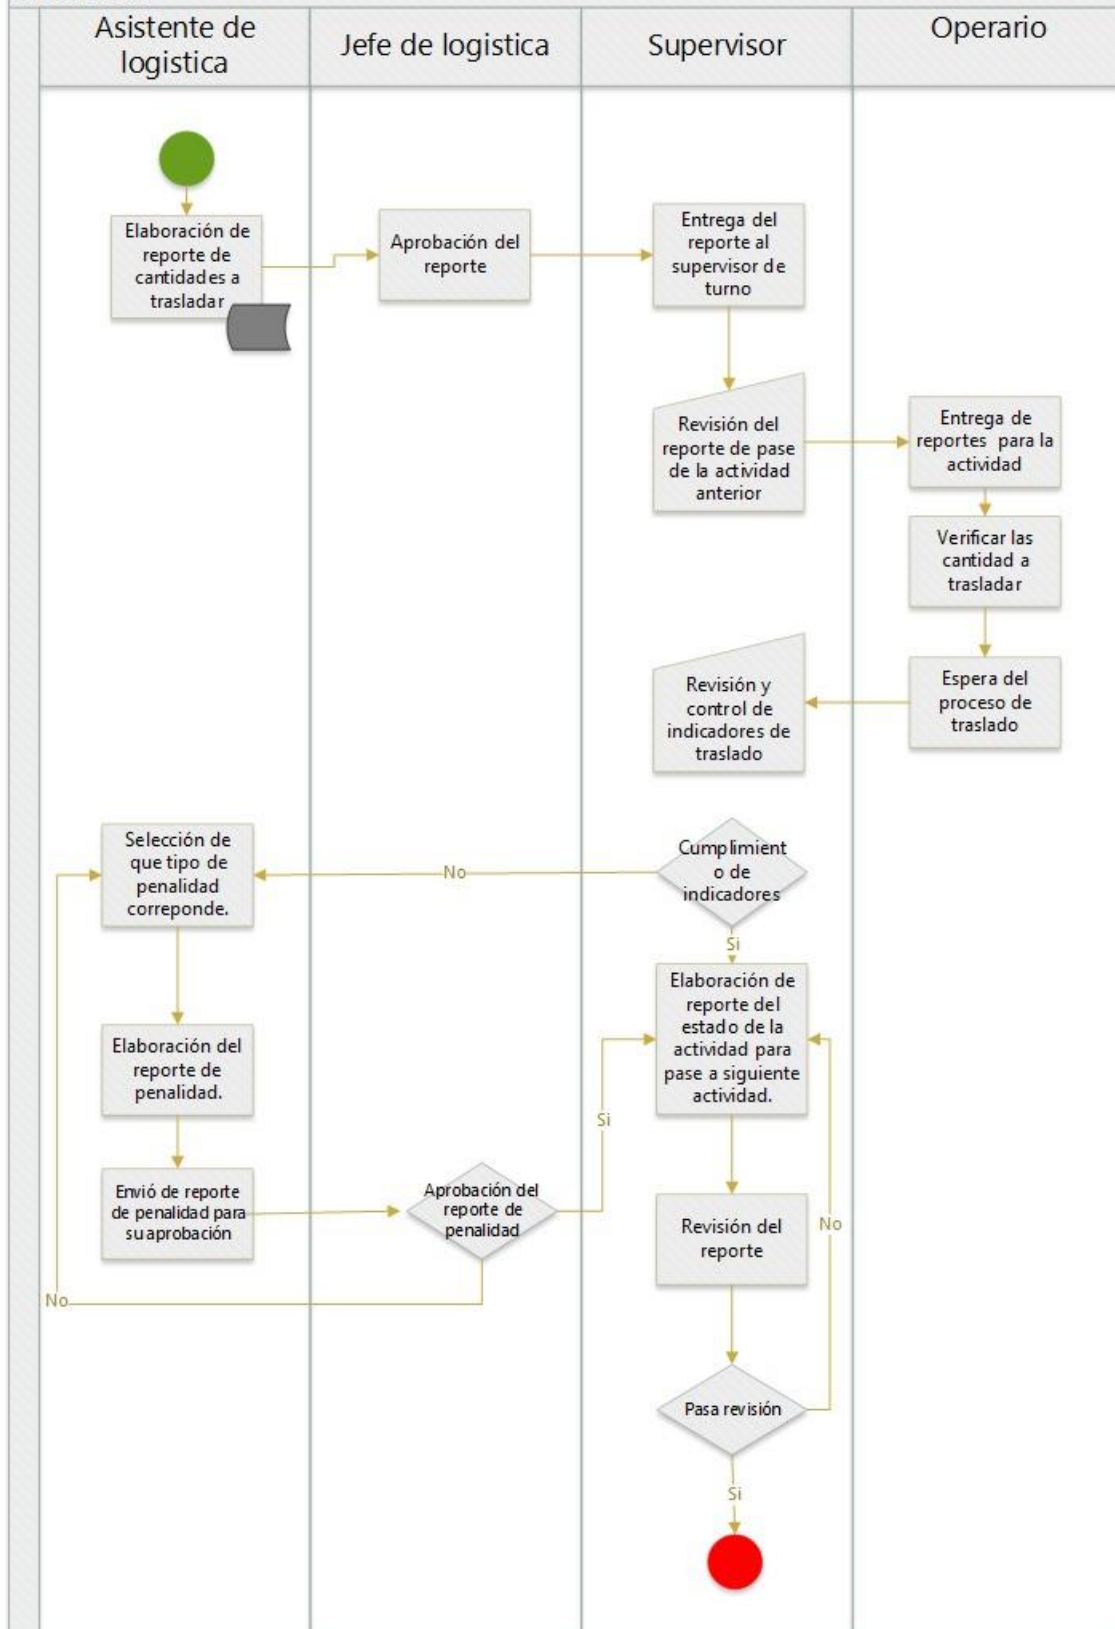 Asistente de
logistica
Jefe de logistica
Supervisor
Operario
Elaboración de
reporte de
cantidades a
trasladar
Aprobación del
reporte
Entrega del
reporte al
supervisor de
turno
Revisión del
reporte de pase
de la actividad
anterior
Entrega de
reportes para la
actividad
Verificar las
cantidad a
trasladar
Espera del
proceso de
traslado
Revisión y
control de
indicadores de
traslado
Cumplimient
o de
indicadores
No
Selección de
que tipo de
penalidad
correponde.
Si
Elaboración de
reporte del
estado de la
actividad para
pase a siguiente
actividad.
Elaboración del
reporte de
penalidad.
Envió de reporte
de penalidad para
su aprobación
Aprobación del
reporte de
penalidad
Si
No
Revisión del
reporte
No
Pasa revisión
Si